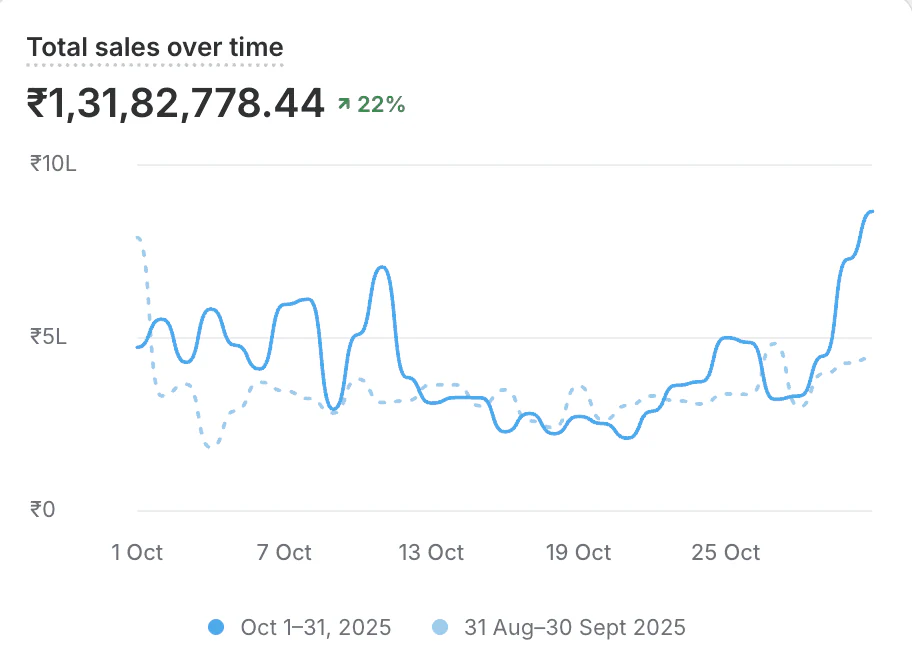 Total sales over time
₹1,31,82,778.44 ↗ 22%
₹10L
₹5L
₹0
1 Oct 7 Oct 13 Oct 19 Oct 25 Oct
Oct 1–31, 2025 31 Aug–30 Sept 2025